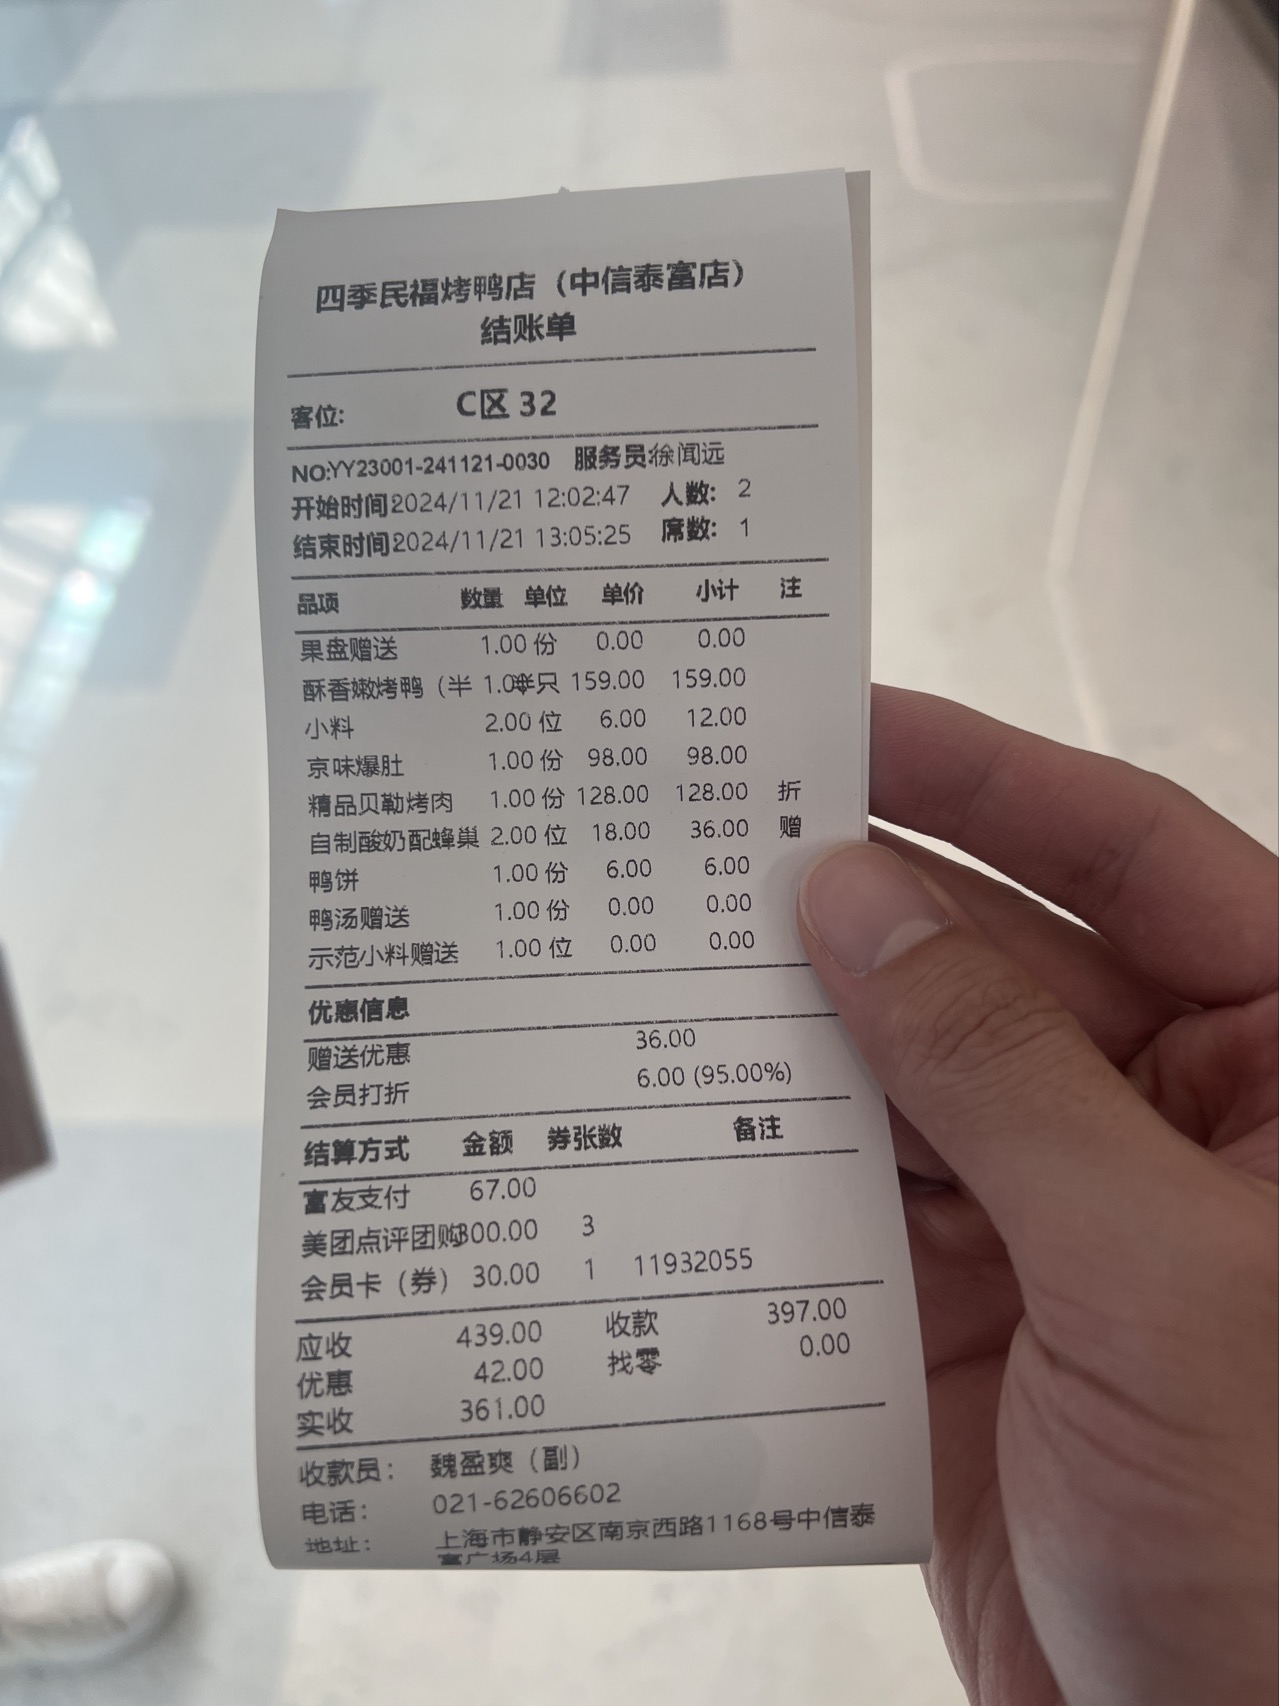 四季民福烤鸭店（中信泰富店）
结账单
客位: C区 32
NO:YY23001-241121-0030 服务员:徐闻远
开始时间2024/11/21 12:02:47 人数: 2
结束时间2024/11/21 13:05:25 席数: 1
品项 数量 单位 单价 小计 注
果盘赠送 1.00 份 0.00 0.00
酥香嫩烤鸭（半 1.00半只 159.00 159.00
小料 2.00 位 6.00 12.00
京味爆肚 1.00 份 98.00 98.00
精品贝勒烤肉 1.00 份 128.00 128.00 折
自制酸奶配蜂巢 2.00 位 18.00 36.00 赠
鸭饼 1.00 份 6.00 6.00
鸭汤赠送 1.00 份 0.00 0.00
示范小料赠送 1.00 位 0.00 0.00
优惠信息
赠送优惠 36.00
会员打折 6.00 (95.00%)
结算方式 金额 券张数 备注
富友支付 67.00
美团点评团购300.00 3
会员卡（券） 30.00 1 11932055
应收 439.00 收款 397.00
优惠 42.00 找零 0.00
实收 361.00
收款员： 魏盈爽（副）
电话： 021-62606602
地址： 上海市静安区南京西路1168号中信泰
富广场4层